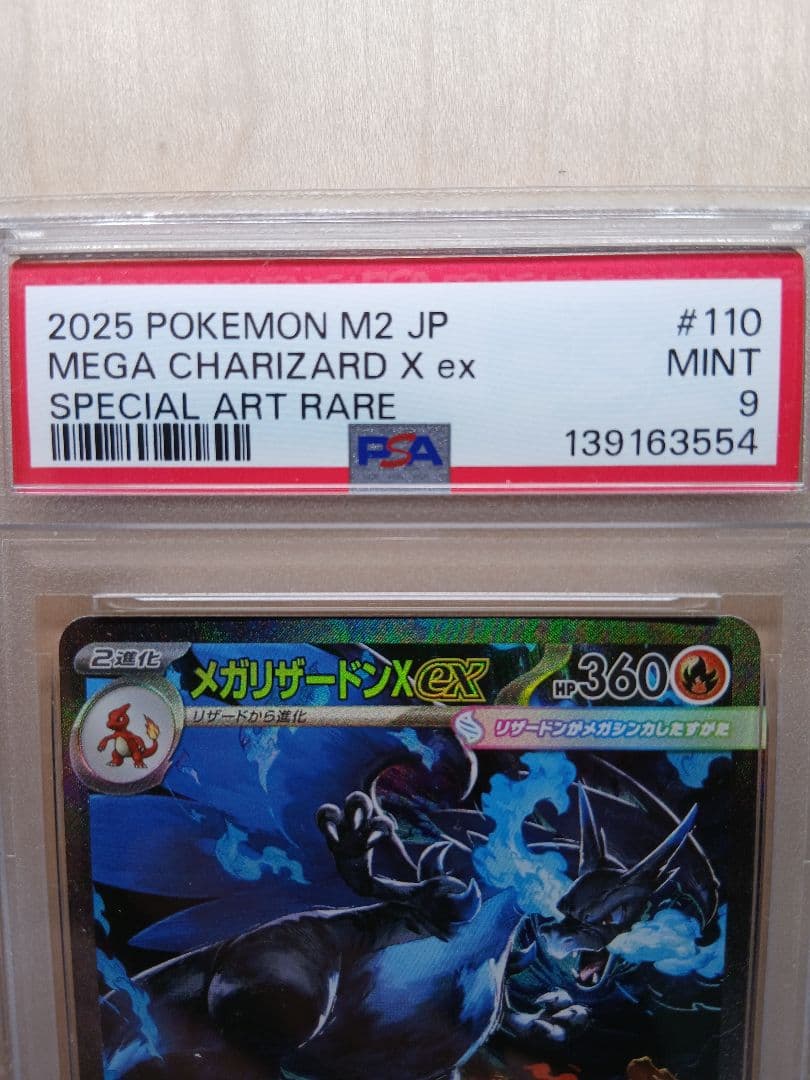 2025 POKEMON M2 JP #110
MEGA CHARIZARD X ex MINT
SPECIAL ART RARE 9
PSA 139163554
2進化 メガリザードンXex HP360
リザードから進化
リザードンがメガシンカしたすがた